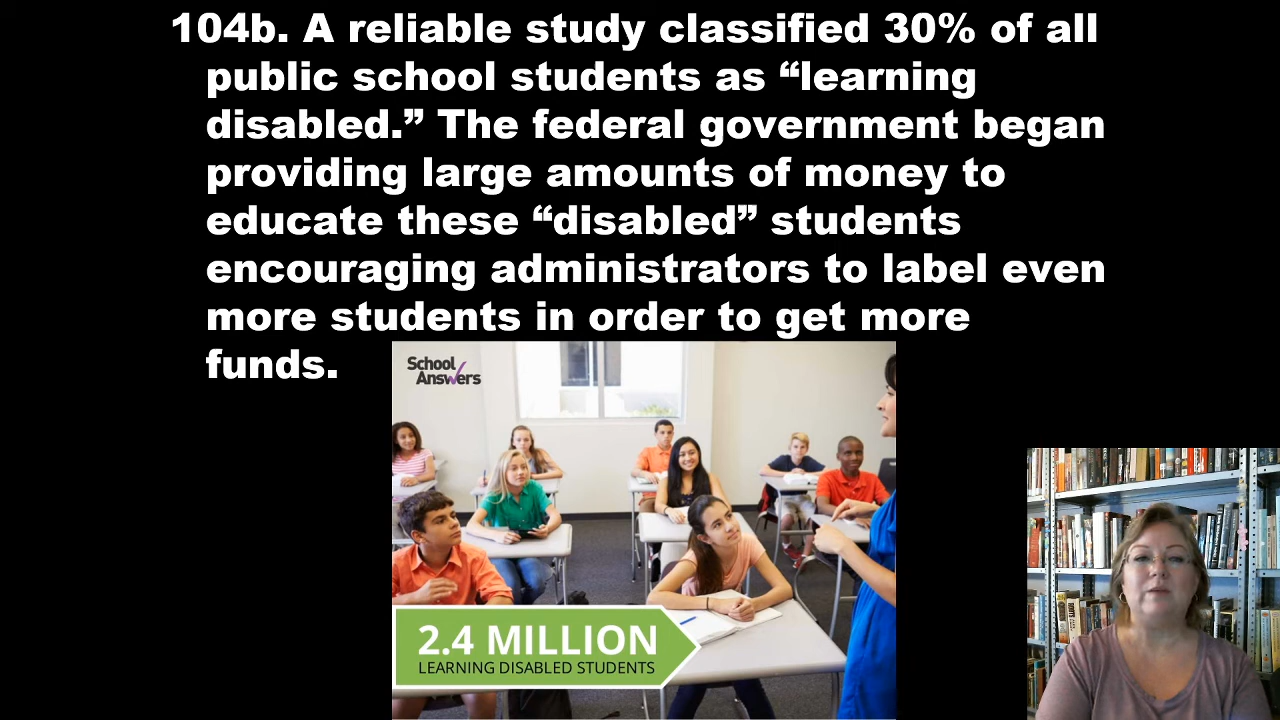 104b. A reliable study classified 30% of all
public school students as “learning
disabled.” The federal government began
providing large amounts of money to
educate these “disabled” students
encouraging administrators to label even
more students in order to get more
funds.
School
Answers
2.4 MILLION
LEARNING DISABLED STUDENTS